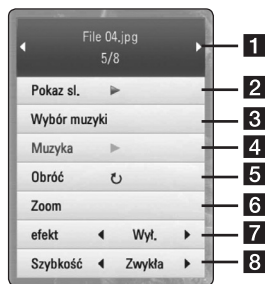 File 04.jpg
1
5/8
Pokaz sl.
2
Wybór muzyki
3
Muzyka
4
Obróć
5
Zoom
6
efekt Wył.
7
Szybkość Zwykła
8